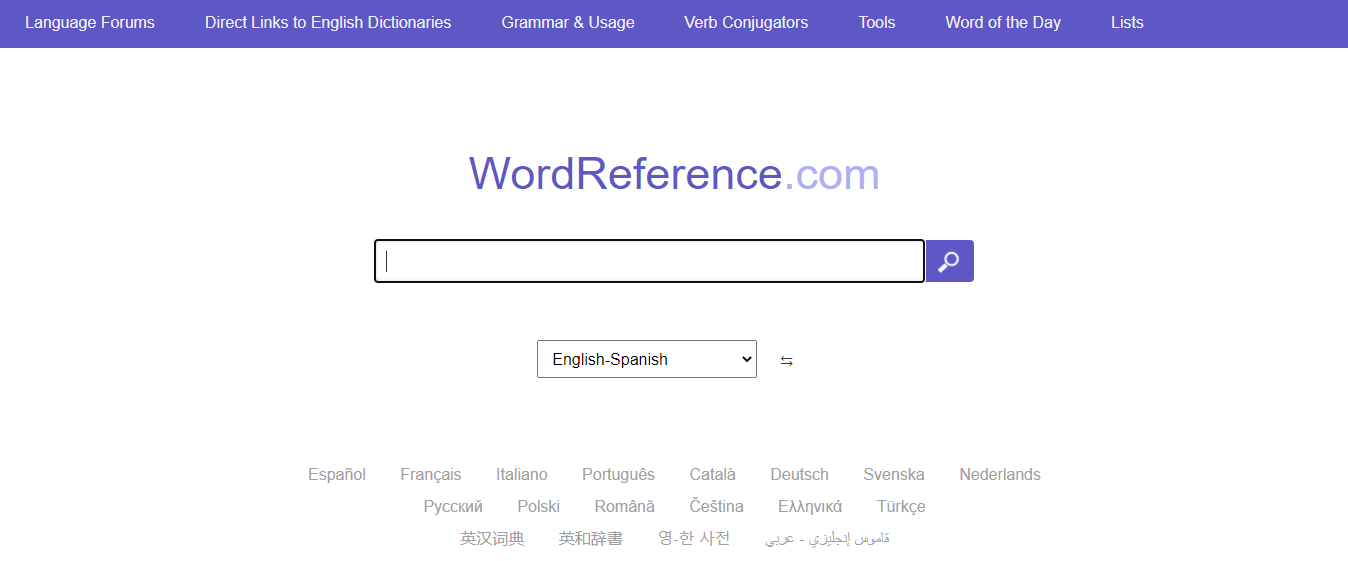 Language Forums Direct Links to English Dictionaries Grammar & Usage Verb Conjugators Tools Word of the Day Lists
WordReference.com
English-Spanish ⇆
Español Français Italiano Português Català Deutsch Svenska Nederlands
Русский Polski Română Čeština Ελληνικά Türkçe
英汉词典 英和辞書 영-한 사전 قاموس إنجليزي - عربي